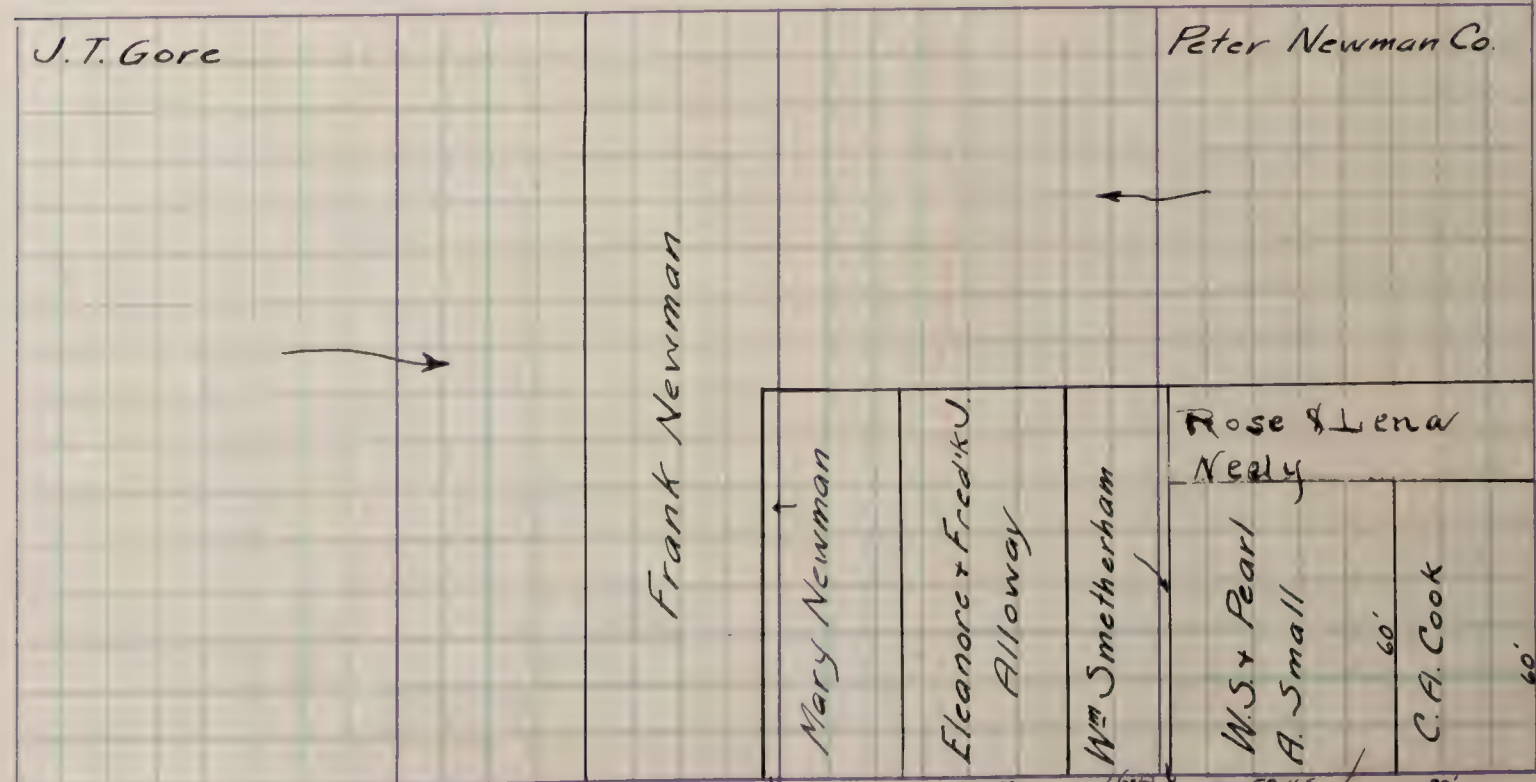 J. T. Gore
Peter Newman Co.
Frank Newman
Mary Newman
Eleanore + Fred'k J.
Alloway
Wm Smetherham
Rose & Lena
Nealy
W.S. + Pearl
A. Small
60'
C. A. Cook
60'